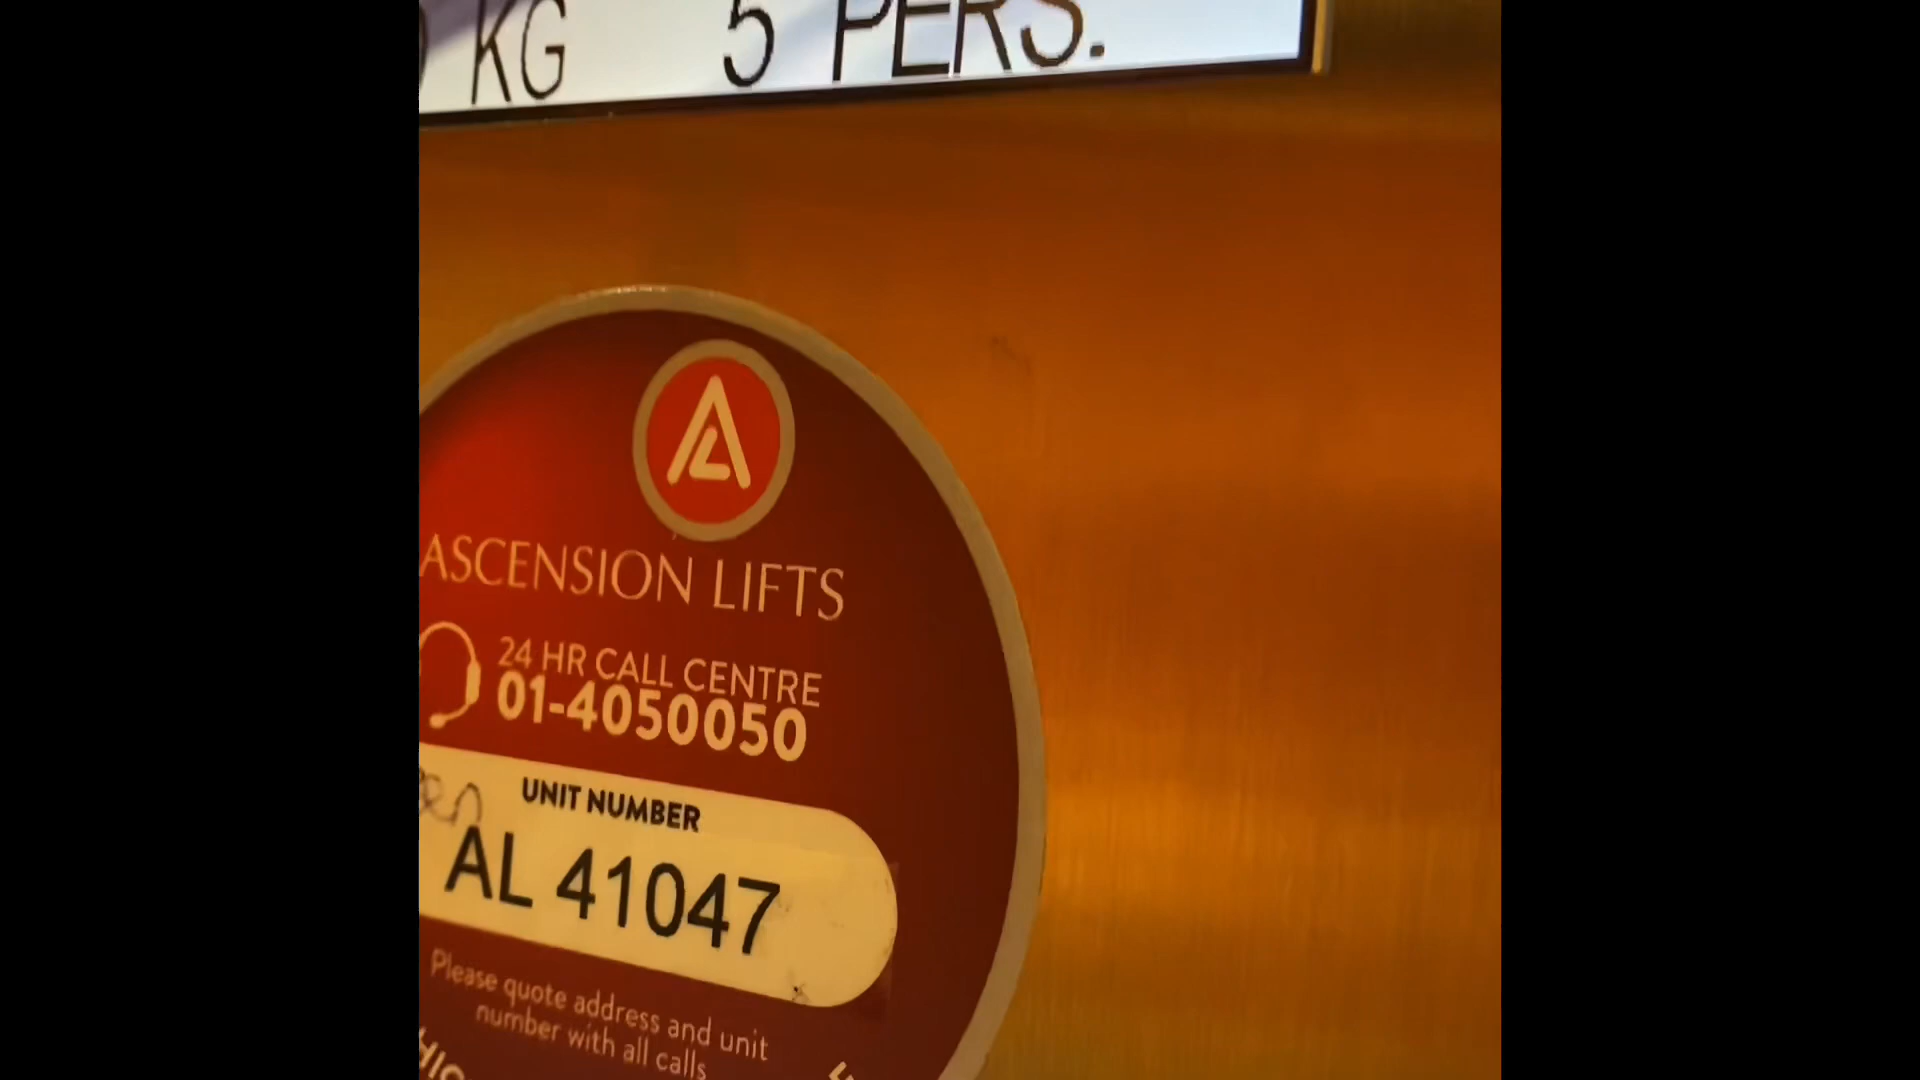 KG 5 PERS.
ASCENSION LIFTS
24 HR CALL CENTRE
01-4050050
UNIT NUMBER
AL 41047
Please quote address and unit
number with all calls